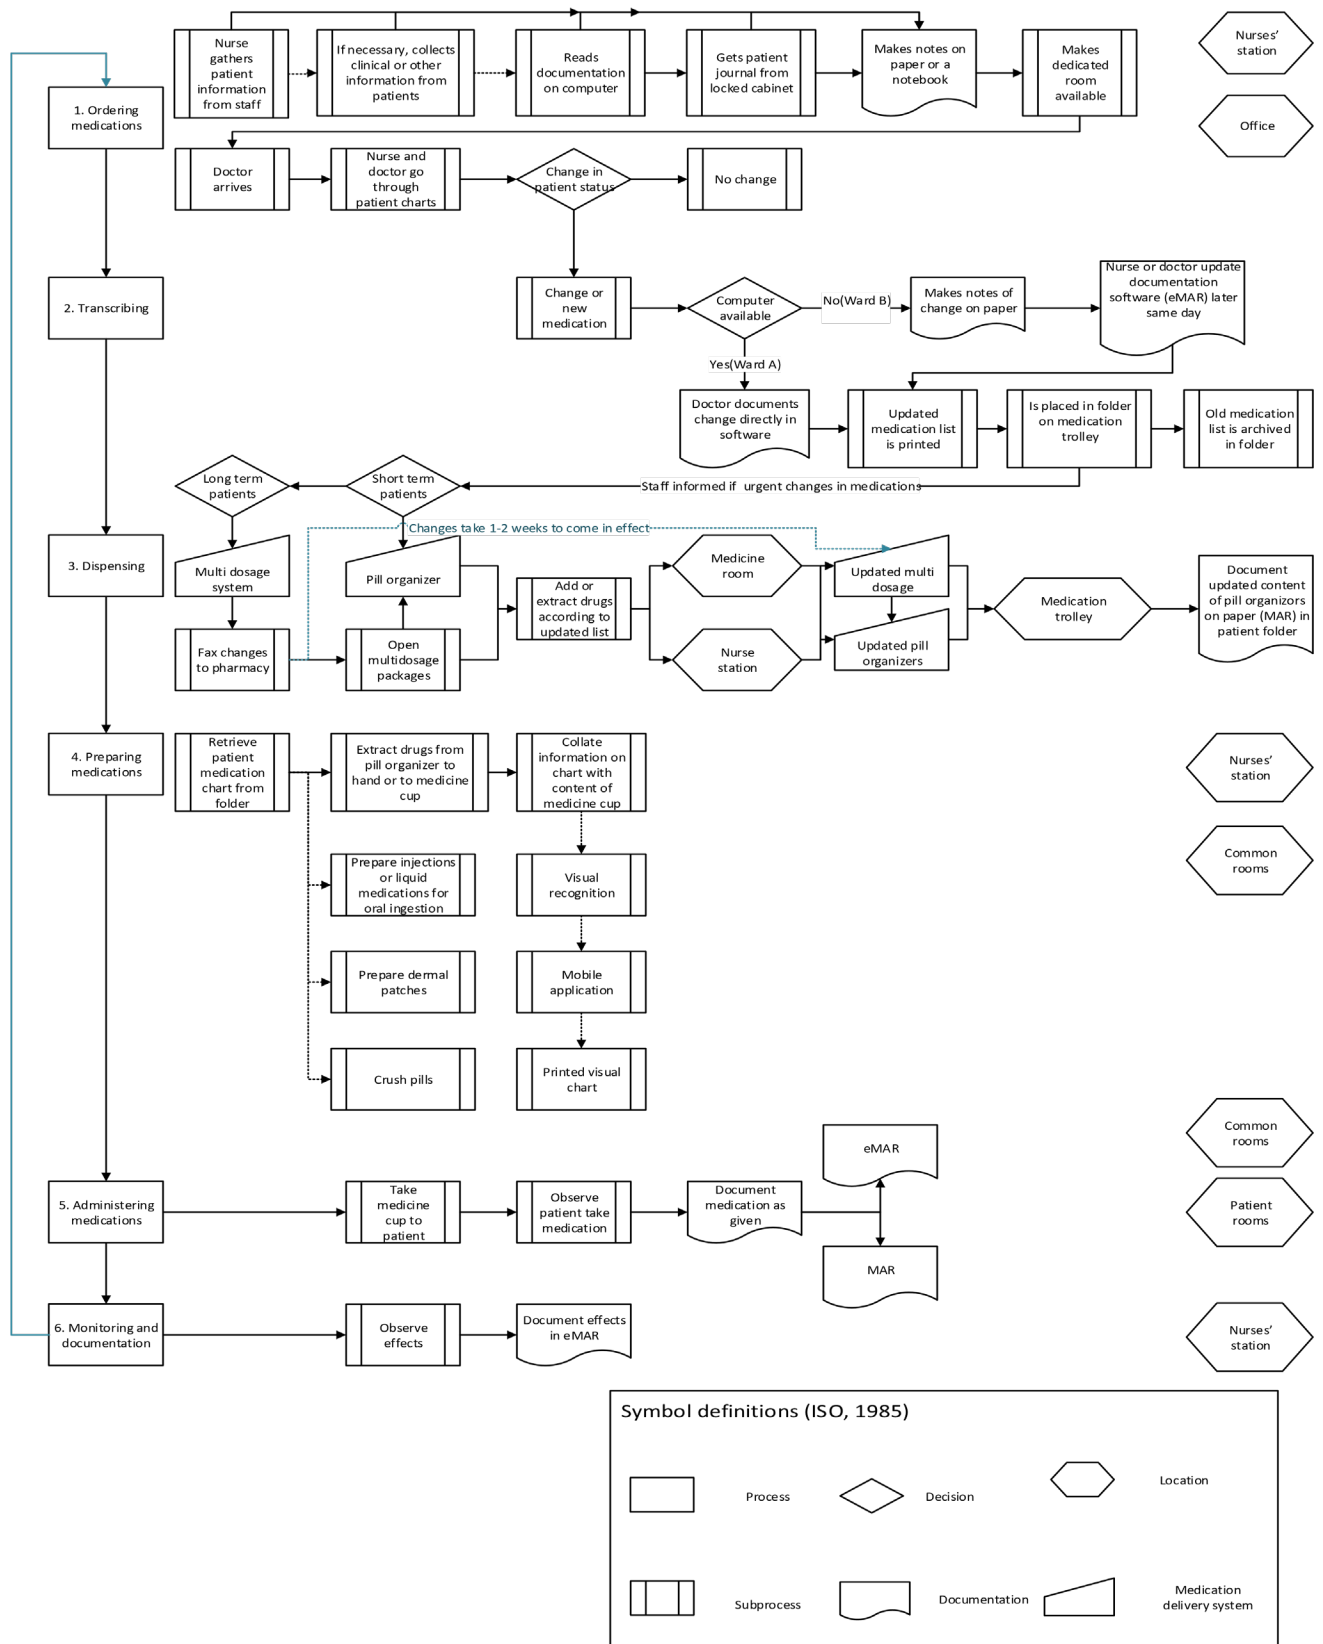 Nurse
gathers
patient
information
from staff
If necessary, collects
clinical or other
information from
patients
Reads
documentation
on computer
Gets patient
journal from
locked cabinet
Makes notes on
paper or a
notebook
Makes
dedicated
room
available
Nurses’
station
1. Ordering
medications
Office
Doctor
arrives
Nurse and
doctor go
through
patient charts
Change in
patient status
No change
2. Transcribing
Change or
new
medication
Computer
available
No(Ward B)
Makes notes of
change on paper
Nurse or doctor update
documentation
software (eMAR) later
same day
Yes(Ward A)
Doctor documents
change directly in
software
Updated
medication list
is printed
Is placed in folder
on medication
trolley
Old medication
list is archived
in folder
Long term
patients
Short term
patients
Staff informed if urgent changes in medications
Changes take 1-2 weeks to come in effect
3. Dispensing
Multi dosage
system
Pill organizer
Add or
extract drugs
according to
updated list
Medicine
room
Updated multi
dosage
Medication
trolley
Document
updated content
of pill organizors
on paper (MAR) in
patient folder
Fax changes
to pharmacy
Open
multidosage
packages
Nurse
station
Updated pill
organizers
4. Preparing
medications
Retrieve
patient
medication
chart from
folder
Extract drugs from
pill organizer to
hand or to medicine
cup
Collate
information on
chart with
content of
medicine cup
Nurses’
station
Prepare injections
or liquid
medications for
oral ingestion
Visual
recognition
Common
rooms
Prepare dermal
patches
Mobile
application
Crush pills
Printed visual
chart
Common
rooms
eMAR
5. Administering
medications
Take
medicine
cup to
patient
Observe
patient take
medication
Document
medication as
given
Patient
rooms
MAR
6. Monitoring and
documentation
Observe
effects
Document effects
in eMAR
Nurses’
station
Symbol definitions (ISO, 1985)
Process
Decision
Location
Subprocess
Documentation
Medication
delivery system